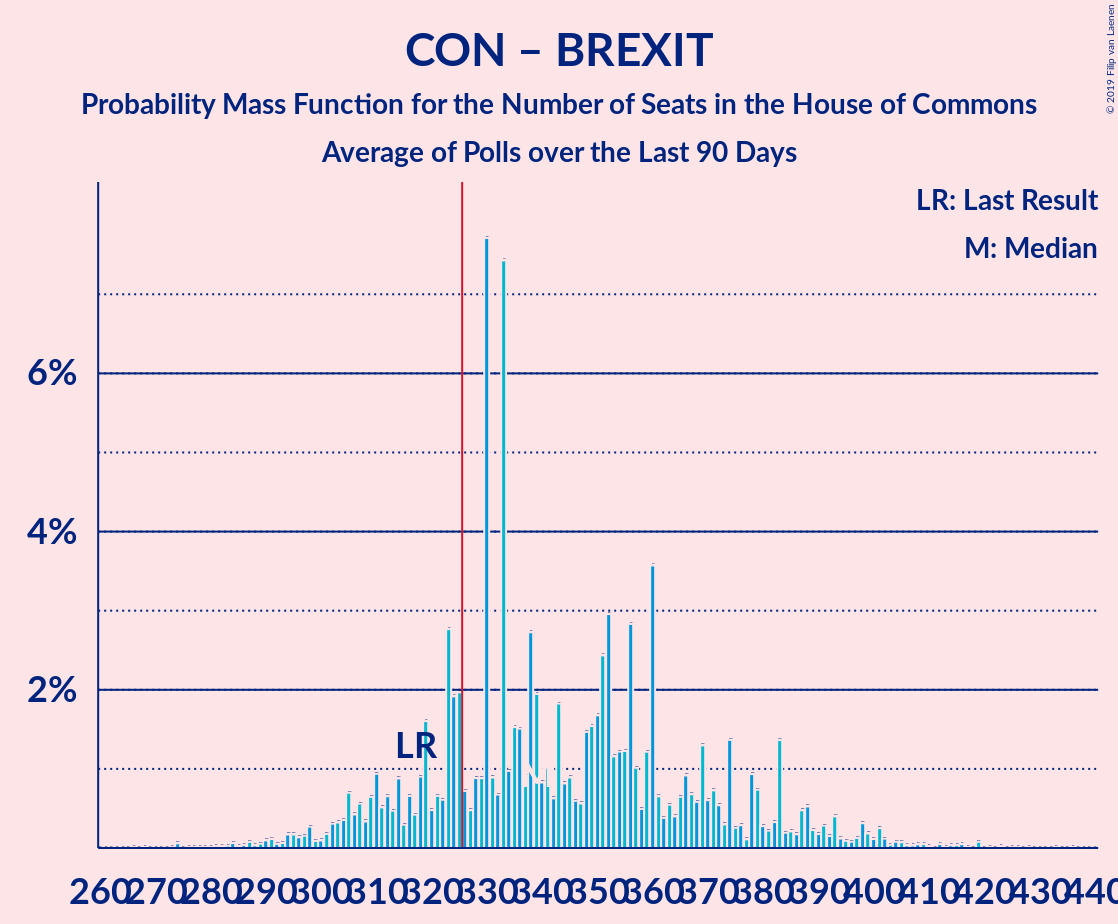 CON – BREXIT
Probability Mass Function for the Number of Seats in the House of Commons
Average of Polls over the Last 90 Days
© 2019 Filip van Laenen
LR: Last Result
M: Median
6%
4%
2%
LR
260 270 280 290 300 310 320 330 340 350 360 370 380 390 400 410 420 430 440